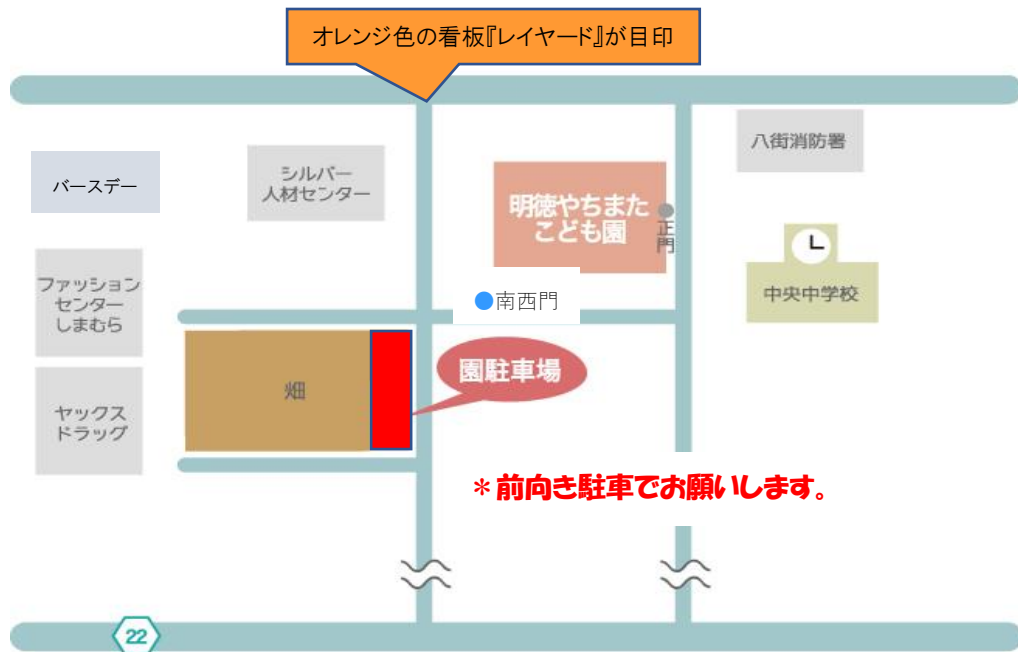 オレンジ色の看板『レイヤード』が目印
八街消防署
バースデー
シルバー
人材センター
明徳やちまた
こども園
正門
ファッション
センター
しまむら
南西門
中央中学校
園駐車場
畑
ヤックス
ドラッグ
＊前向き駐車でお願いします。
22